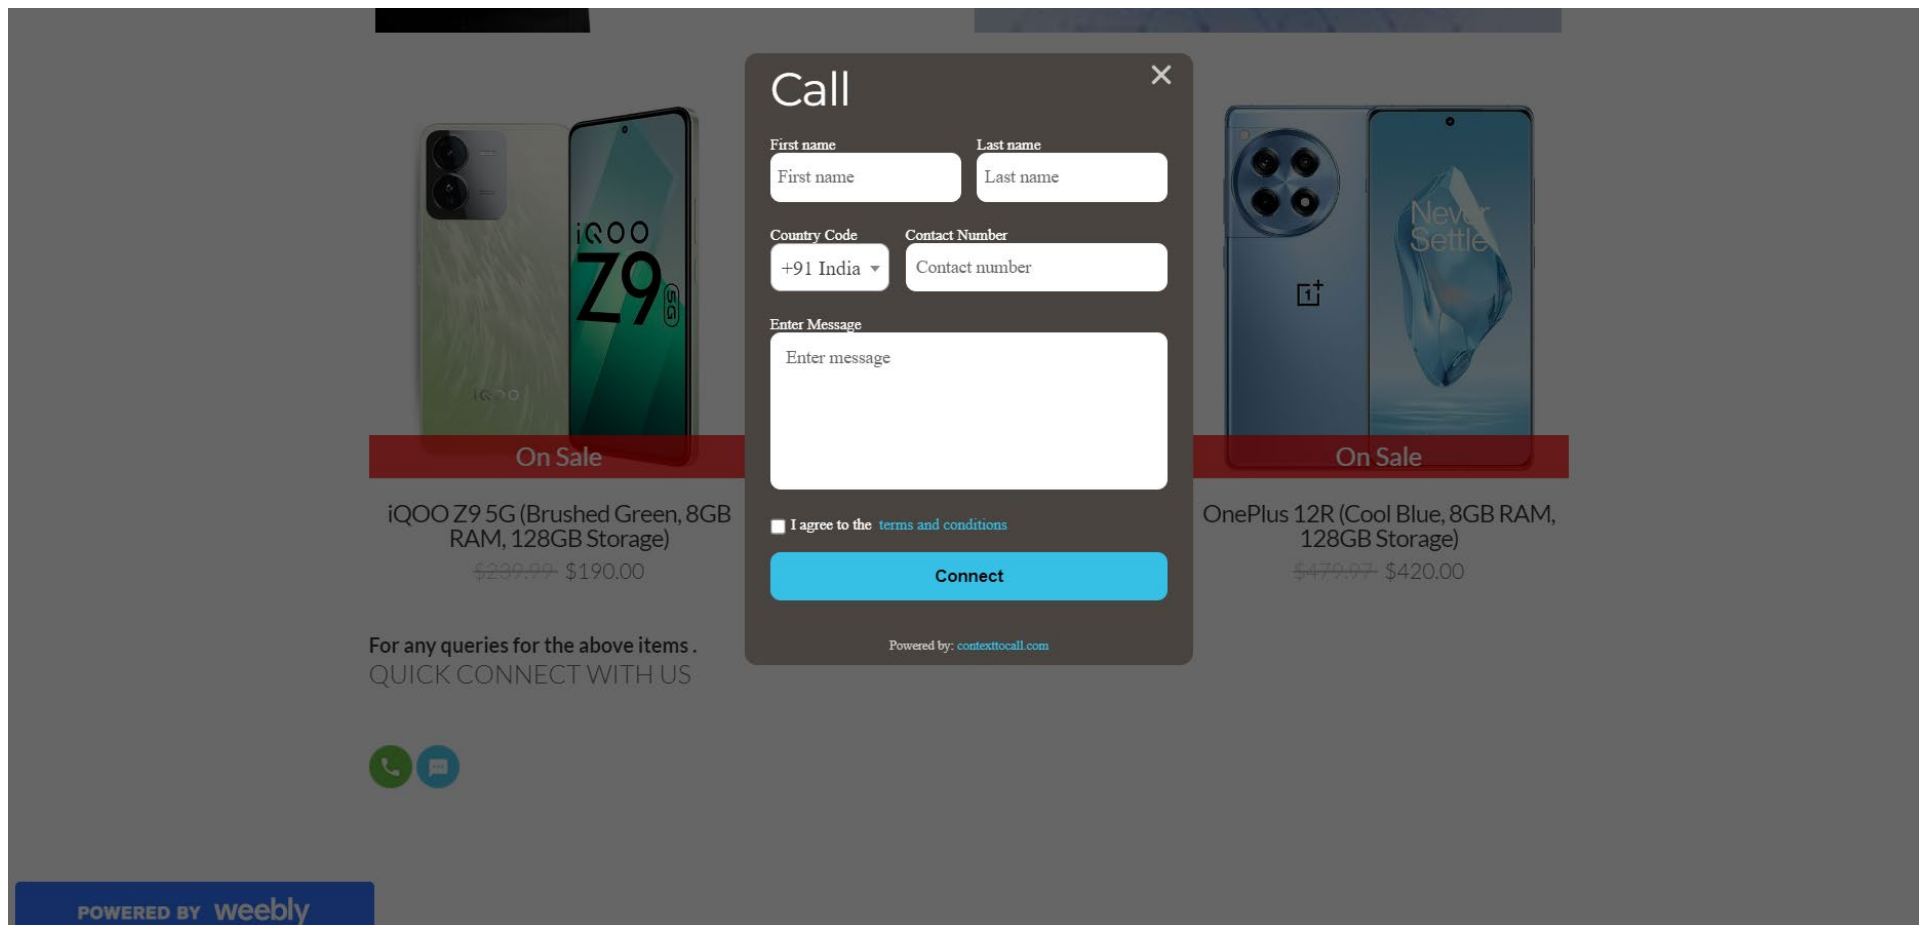 Call
First name
Last name
First name
Last name
Country Code
Contact Number
+91 India
Contact number
Enter Message
Enter message
I agree to the terms and conditions
Connect
Powered by: contexttocall.com
iQOO
Z9
5G
iQOO
On Sale
iQOO Z9 5G (Brushed Green, 8GB
RAM, 128GB Storage)
$239.99 $190.00
Never
Settle
1+
On Sale
OnePlus 12R (Cool Blue, 8GB RAM,
128GB Storage)
$479.97 $420.00
For any queries for the above items .
QUICK CONNECT WITH US
POWERED BY weebly